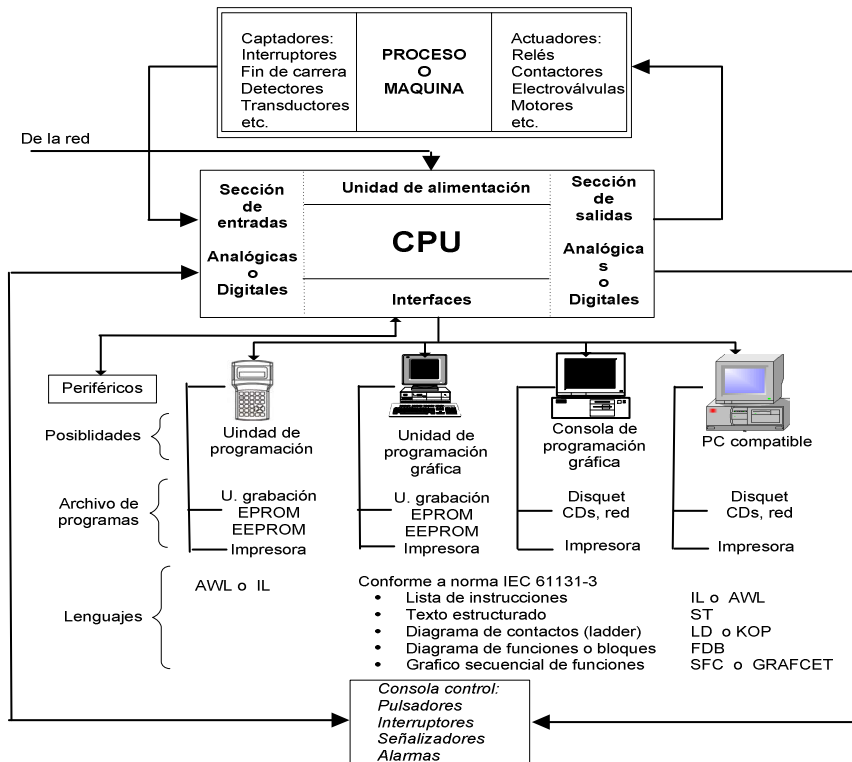 Captadores:
Interruptores
Fin de carrera
Detectores
Transductores
etc.
PROCESO
O
MAQUINA
Actuadores:
Relés
Contactores
Electroválvulas
Motores
etc.
De la red
Sección
de
entradas
Analógicas
o
Digitales
Unidad de alimentación
CPU
Interfaces
Sección
de
salidas
Analógica
s
o
Digitales
Periféricos
Posiblidades
Uindad de
programación
Unidad de
programación
gráfica
Consola de
programación
gráfica
PC compatible
Archivo de
programas
U. grabación
EPROM
EEPROM
Impresora
U. grabación
EPROM
EEPROM
Impresora
Disquet
CDs, red
Impresora
Disquet
CDs, red
Impresora
Lenguajes
AWL o IL
Conforme a norma IEC 61131-3
• Lista de instrucciones IL o AWL
• Texto estructurado ST
• Diagrama de contactos (ladder) LD o KOP
• Diagrama de funciones o bloques FDB
• Grafico secuencial de funciones SFC o GRAFCET
Consola control:
Pulsadores
Interruptores
Señalizadores
Alarmas